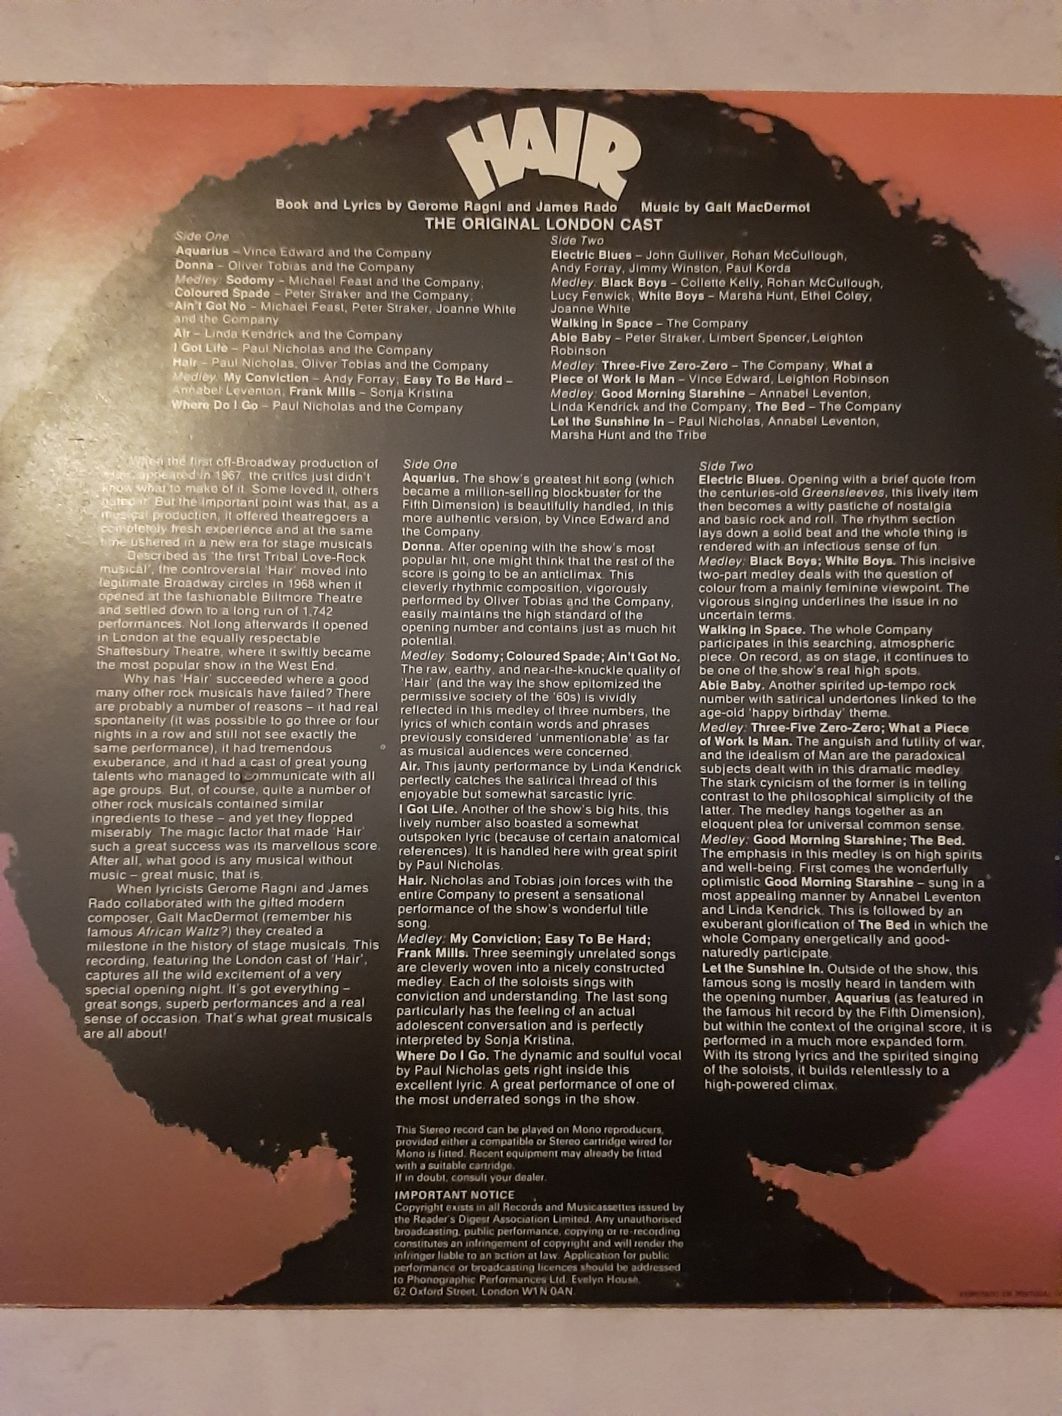 HAIR
Book and Lyrics by Gerome Ragni and James Rado Music by Galt MacDermot
THE ORIGINAL LONDON CAST
Side One
Aquarius – Vince Edward and the Company
Donna – Oliver Tobias and the Company
Medley: Sodomy – Michael Feast and the Company;
Coloured Spade – Peter Straker and the Company;
Ain't Got No – Michael Feast, Peter Straker, Joanne White
and the Company
Air – Linda Kendrick and the Company
I Got Life – Paul Nicholas and the Company
Hair – Paul Nicholas, Oliver Tobias and the Company
Medley: My Conviction – Andy Forray; Easy To Be Hard –
Annabel Leventon; Frank Mills – Sonja Kristina
Where Do I Go – Paul Nicholas and the Company
Side Two
Electric Blues – John Gulliver, Rohan McCullough,
Andy Forray, Jimmy Winston, Paul Korda
Medley: Black Boys – Collette Kelly, Rohan McCullough,
Lucy Fenwick; White Boys – Marsha Hunt, Ethel Coley,
Joanne White
Walking in Space – The Company
Abie Baby – Peter Straker, Limbert Spencer, Leighton
Robinson
Medley: Three-Five Zero-Zero – The Company; What a
Piece of Work Is Man – Vince Edward, Leighton Robinson
Medley: Good Morning Starshine – Annabel Leventon,
Linda Kendrick and the Company; The Bed – The Company
Let the Sunshine In – Paul Nicholas, Annabel Leventon,
Marsha Hunt and the Tribe
When the first off-Broadway production of
'Hair' appeared in 1967, the critics just didn't
know what to make of it. Some loved it, others
hated it. But the important point was that, as a
musical production, it offered theatregoers a
completely fresh experience and at the same
time ushered in a new era for stage musicals.
Described as 'the first Tribal Love-Rock
musical', the controversial 'Hair' moved into
legitimate Broadway circles in 1968 when it
opened at the fashionable Biltmore Theatre
and settled down to a long run of 1,742
performances. Not long afterwards it opened
in London at the equally respectable
Shaftesbury Theatre, where it swiftly became
the most popular show in the West End.
Why has 'Hair' succeeded where a good
many other rock musicals have failed? There
are probably a number of reasons – it had real
spontaneity (it was possible to go three or four
nights in a row and still not see exactly the
same performance), it had tremendous
exuberance, and it had a cast of great young
talents who managed to communicate with all
age groups. But, of course, quite a number of
other rock musicals contained similar
ingredients to these – and yet they flopped
miserably. The magic factor that made 'Hair'
such a great success was its marvellous score.
After all, what good is any musical without
music – great music, that is.
When lyricists Gerome Ragni and James
Rado collaborated with the gifted modern
composer, Galt MacDermot (remember his
famous African Waltz?) they created a
milestone in the history of stage musicals. This
recording, featuring the London cast of 'Hair',
captures all the wild excitement of a very
special opening night. It's got everything –
great songs, superb performances and a real
sense of occasion. That's what great musicals
are all about!
Side One
Aquarius. The show's greatest hit song (which
became a million-selling blockbuster for the
Fifth Dimension) is beautifully handled, in this
more authentic version, by Vince Edward and
the Company.
Donna. After opening with the show's most
popular hit, one might think that the rest of the
score is going to be an anticlimax. This
cleverly rhythmic composition, vigorously
performed by Oliver Tobias and the Company,
easily maintains the high standard of the
opening number and contains just as much hit
potential.
Medley: Sodomy; Coloured Spade; Ain't Got No.
The raw, earthy, and near-the-knuckle quality of
'Hair' (and the way the show epitomized the
permissive society of the '60s) is vividly
reflected in this medley of three numbers, the
lyrics of which contain words and phrases
previously considered 'unmentionable' as far
as musical audiences were concerned.
Air. This jaunty performance by Linda Kendrick
perfectly catches the satirical thread of this
enjoyable but somewhat sarcastic lyric.
I Got Life. Another of the show's big hits, this
lively number also boasted a somewhat
outspoken lyric (because of certain anatomical
references). It is handled here with great spirit
by Paul Nicholas.
Hair. Nicholas and Tobias join forces with the
entire Company to present a sensational
performance of the show's wonderful title
song.
Medley: My Conviction; Easy To Be Hard;
Frank Mills. Three seemingly unrelated songs
are cleverly woven into a nicely constructed
medley. Each of the soloists sings with
conviction and understanding. The last song
particularly has the feeling of an actual
adolescent conversation and is perfectly
interpreted by Sonja Kristina.
Where Do I Go. The dynamic and soulful vocal
by Paul Nicholas gets right inside this
excellent lyric. A great performance of one of
the most underrated songs in the show.
Side Two
Electric Blues. Opening with a brief quote from
the centuries-old Greensleeves, this lively item
then becomes a witty pastiche of nostalgia
and basic rock and roll. The rhythm section
lays down a solid beat and the whole thing is
rendered with an infectious sense of fun.
Medley: Black Boys; White Boys. This incisive
two-part medley deals with the question of
colour from a mainly feminine viewpoint. The
vigorous singing underlines the issue in no
uncertain terms.
Walking in Space. The whole Company
participates in this searching, atmospheric
piece. On record, as on stage, it continues to
be one of the show's real high spots.
Abie Baby. Another spirited up-tempo rock
number with satirical undertones linked to the
age-old 'happy birthday' theme.
Medley: Three-Five Zero-Zero; What a Piece
of Work Is Man. The anguish and futility of war,
and the idealism of Man are the paradoxical
subjects dealt with in this dramatic medley.
The stark cynicism of the former is in telling
contrast to the philosophical simplicity of the
latter. The medley hangs together as an
eloquent plea for universal common sense.
Medley: Good Morning Starshine; The Bed.
The emphasis in this medley is on high spirits
and well-being. First comes the wonderfully
optimistic Good Morning Starshine – sung in a
most appealing manner by Annabel Leventon
and Linda Kendrick. This is followed by an
exuberant glorification of The Bed in which the
whole Company energetically and good-
naturedly participate.
Let the Sunshine In. Outside of the show, this
famous song is mostly heard in tandem with
the opening number, Aquarius (as featured in
the famous hit record by the Fifth Dimension),
but within the context of the original score, it is
performed in a much more expanded form.
With its strong lyrics and the spirited singing
of the soloists, it builds relentlessly to a
high-powered climax.
This Stereo record can be played on Mono reproducers,
provided either a compatible or Stereo cartridge wired for
Mono is fitted. Recent equipment may already be fitted
with a suitable cartridge.
If in doubt, consult your dealer.
IMPORTANT NOTICE
Copyright exists in all Records and Musicassettes issued by
the Reader's Digest Association Limited. Any unauthorised
broadcasting, public performance, copying or re-recording
constitutes an infringement of copyright and will render the
infringer liable to an action at law. Application for public
performance or broadcasting licences should be addressed
to Phonographic Performances Ltd. Evelyn House,
62 Oxford Street, London W1N 0AN.